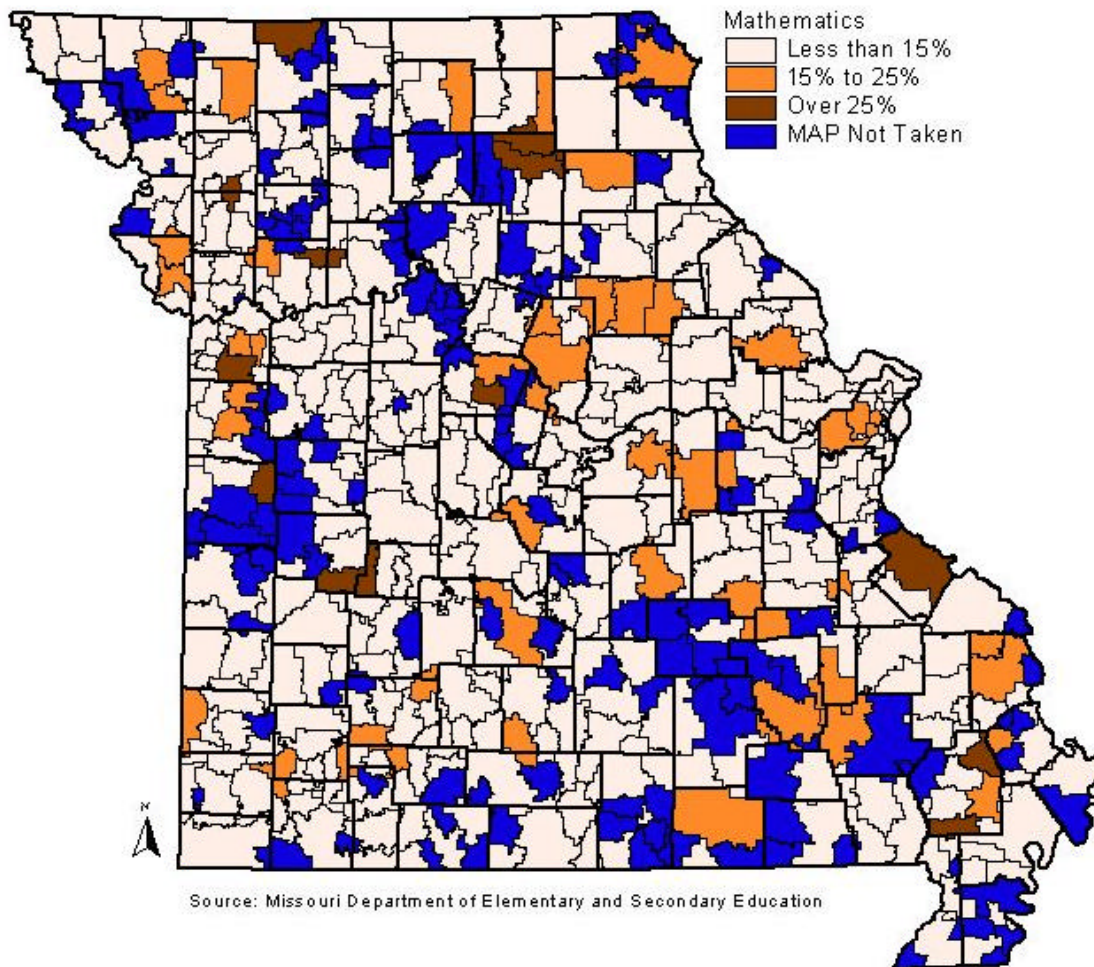 Mathematics
Less than 15%
15% to 25%
Over 25%
MAP Not Taken
N
Source: Missouri Department of Elementary and Secondary Education